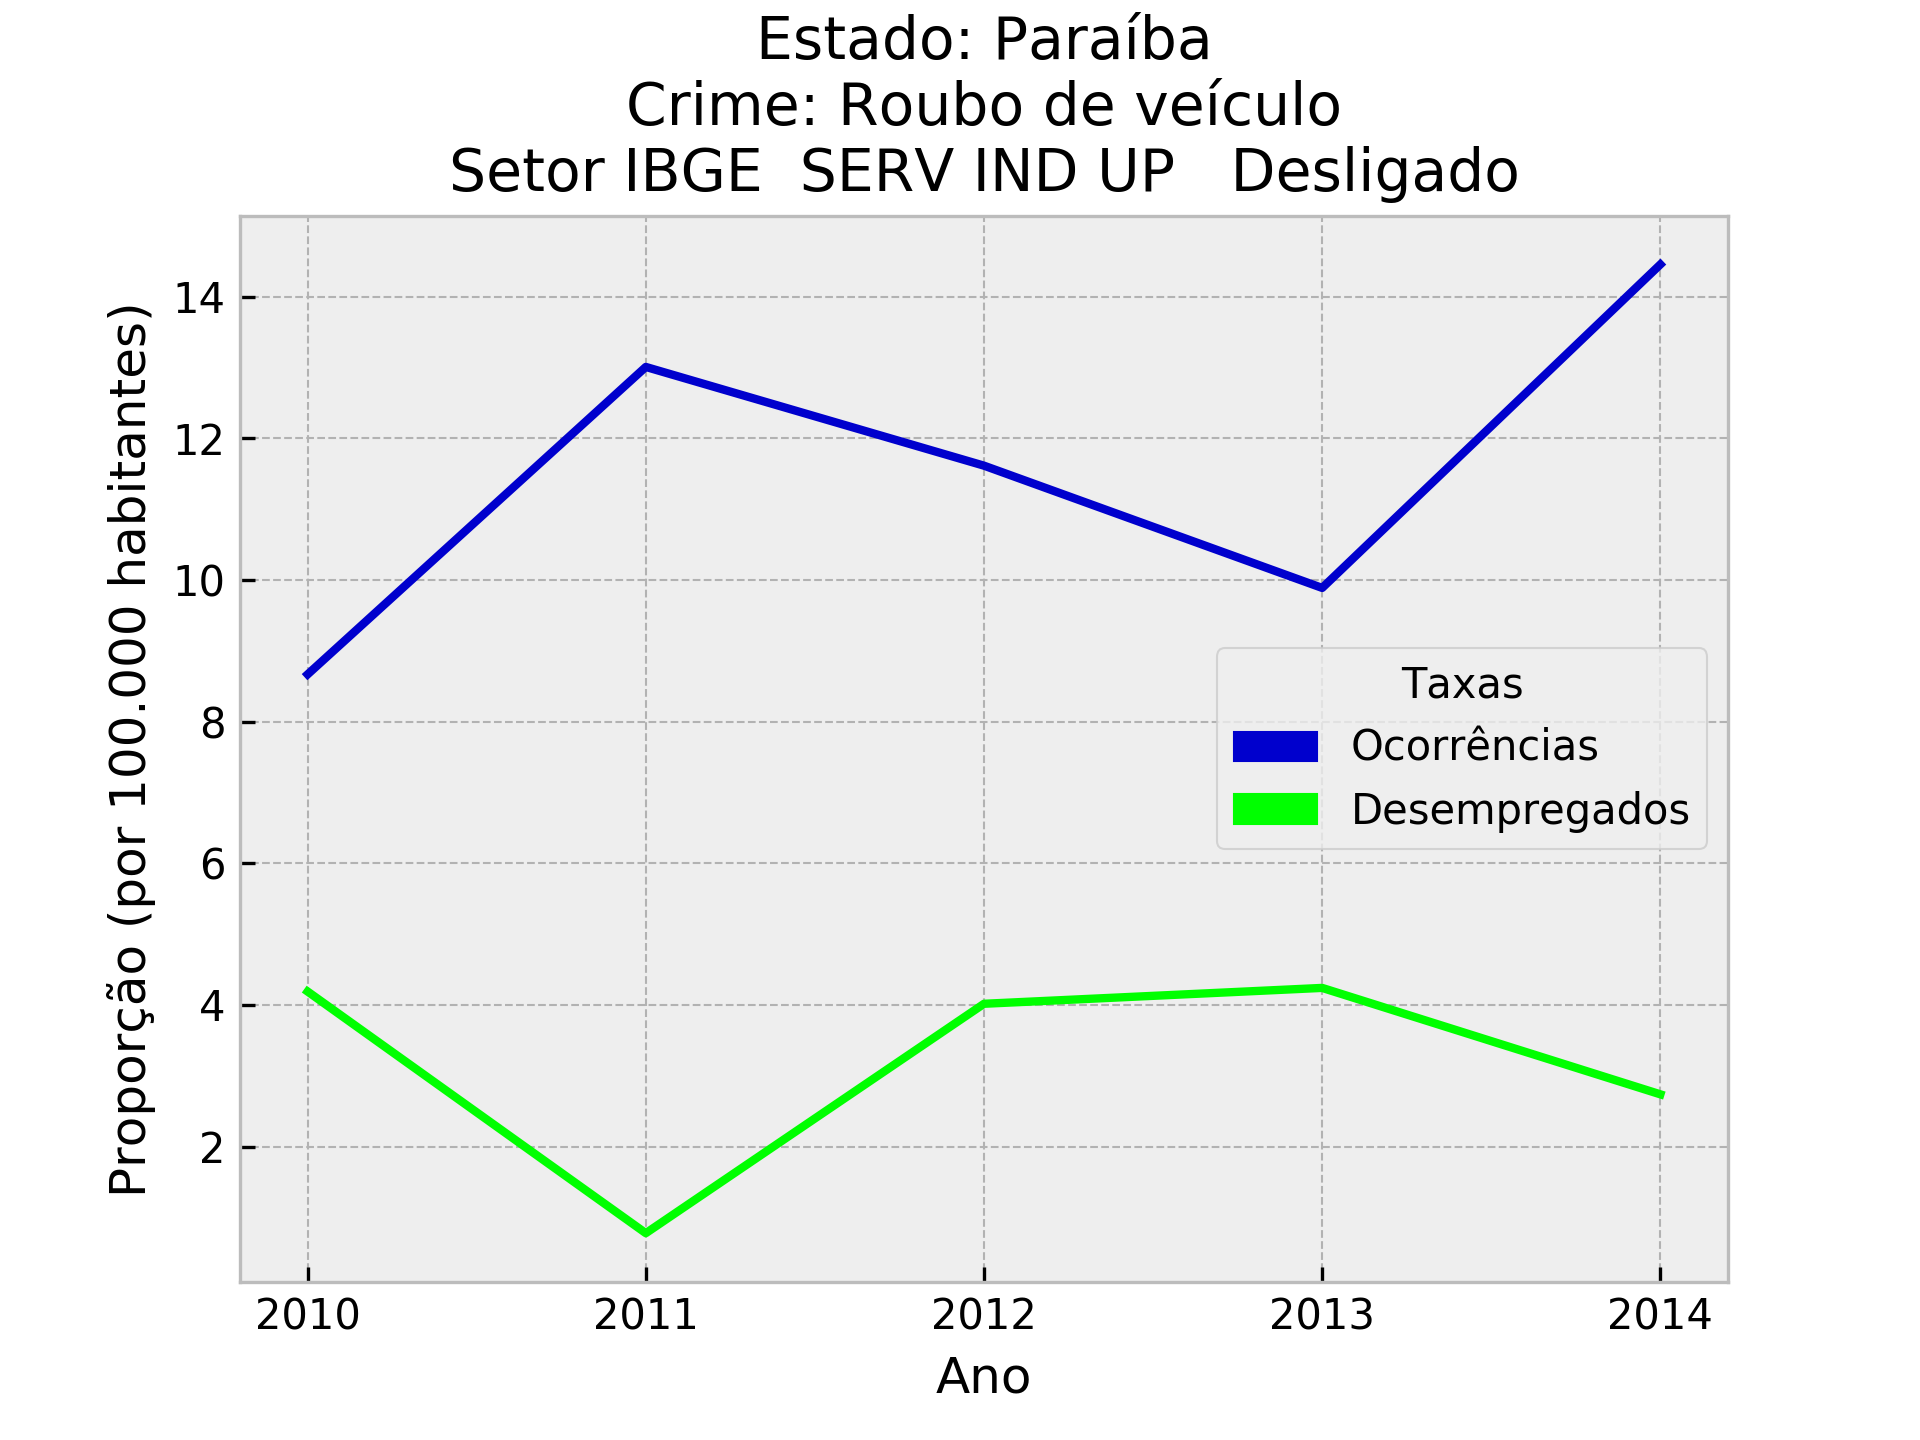 Estado: Paraíba
Crime: Roubo de veículo
Setor IBGE  SERV IND UP   Desligado
Proporção (por 100.000 habitantes)
14
12
10
8
6
4
2
Taxas
Ocorrências
Desempregados
2010 2011 2012 2013 2014
Ano